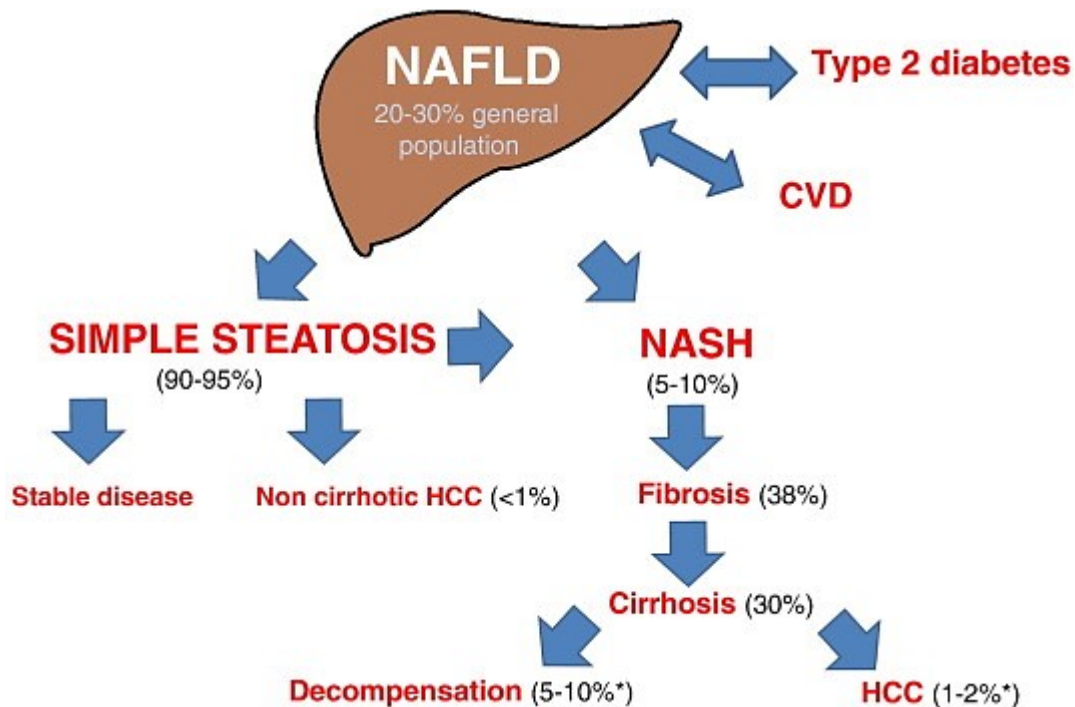 NAFLD
20-30% general
population
Type 2 diabetes
CVD
SIMPLE STEATOSIS
(90-95%)
NASH
(5-10%)
Stable disease
Non cirrhotic HCC (<1%)
Fibrosis (38%)
Cirrhosis (30%)
Decompensation (5-10%*)
HCC (1-2%*)